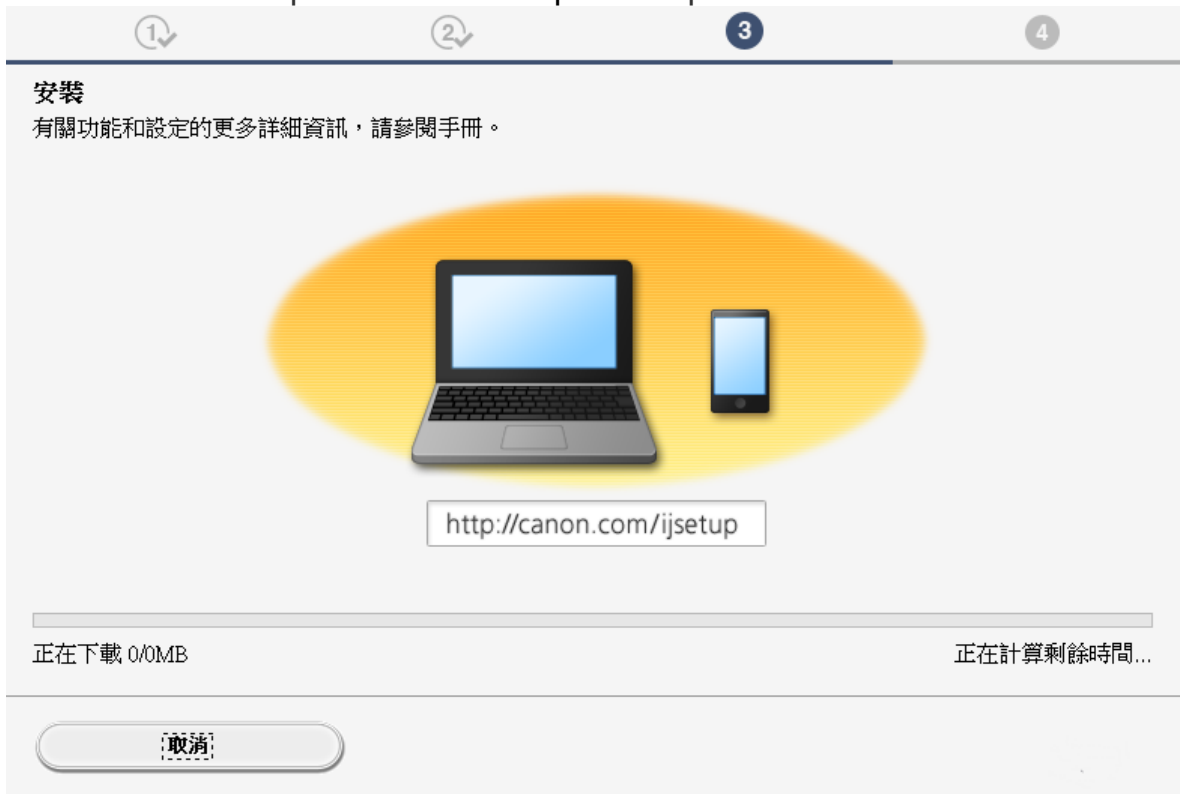 1 2 3 4
安裝
有關功能和設定的更多詳細資訊，請參閱手冊。
http://canon.com/ijsetup
正在下載 0/0MB
正在計算剩餘時間...
取消